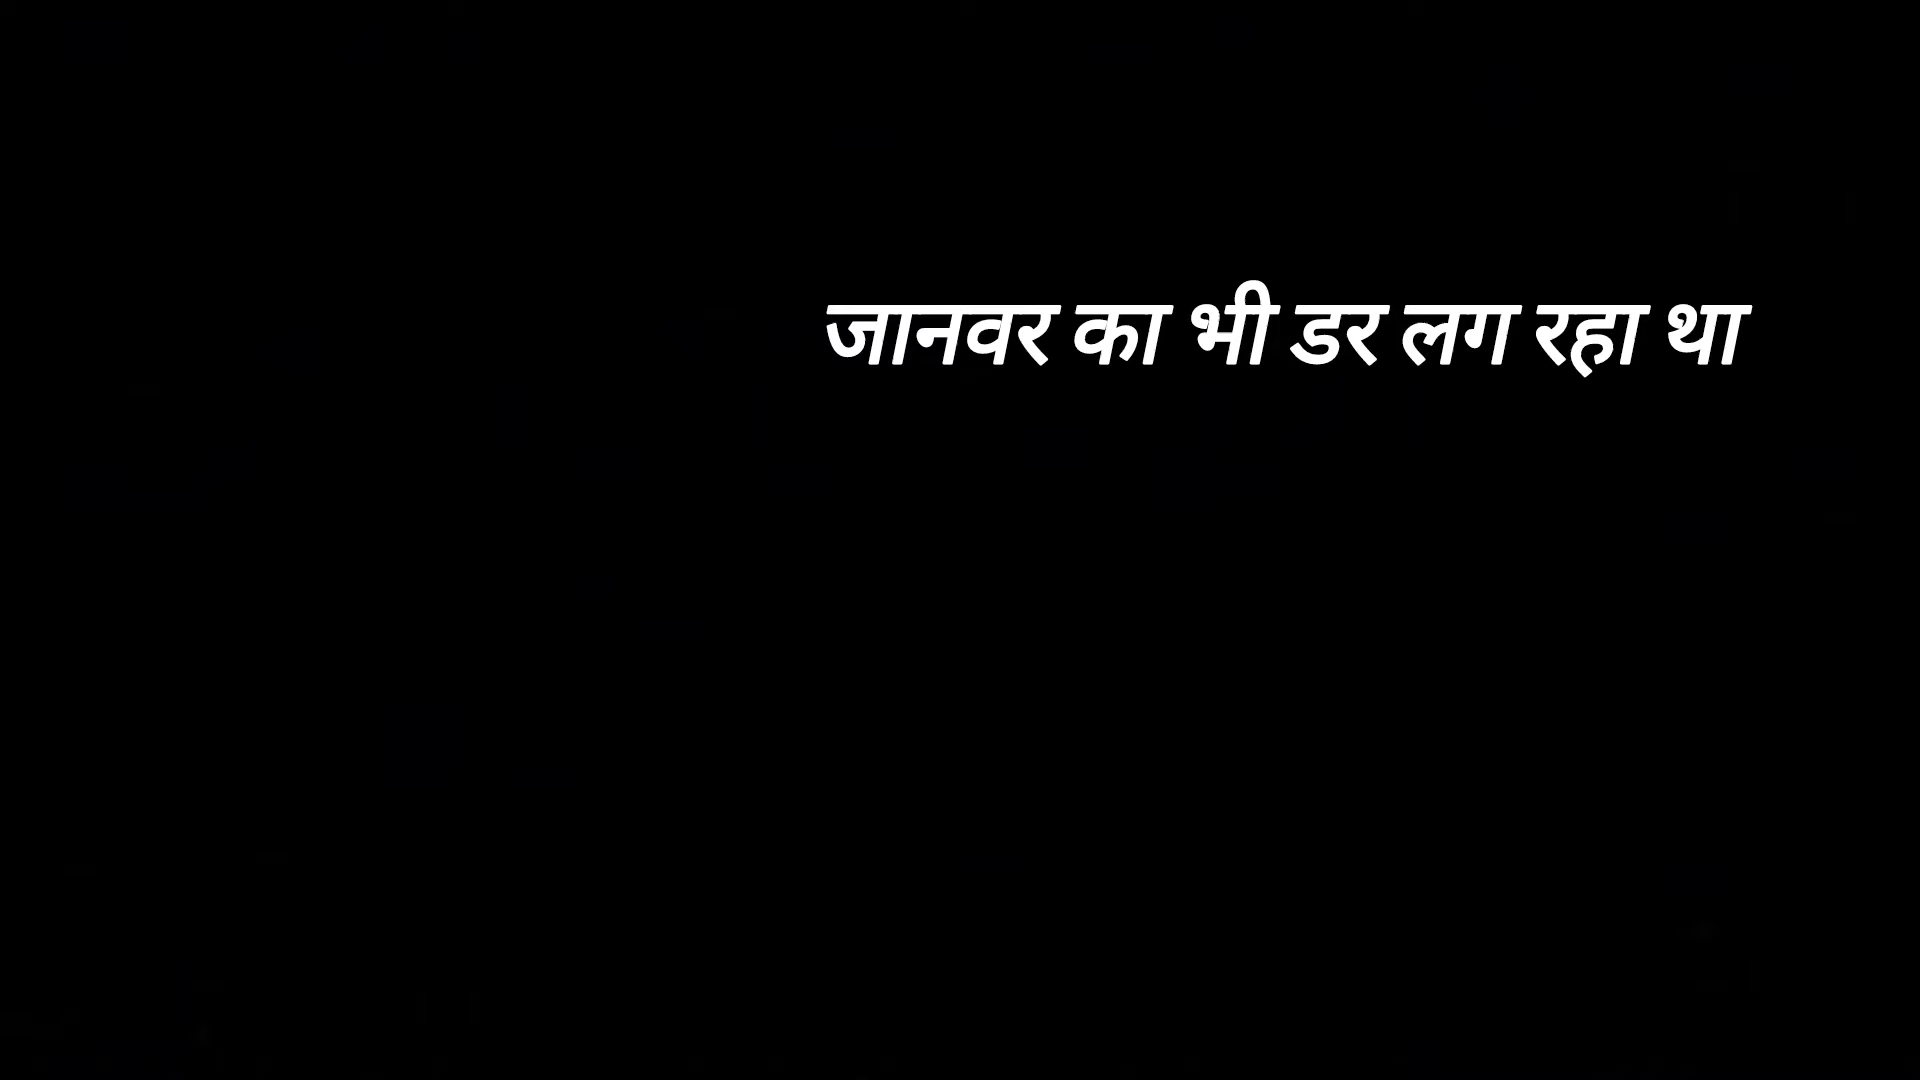 जानवर का भी डर लग रहा था